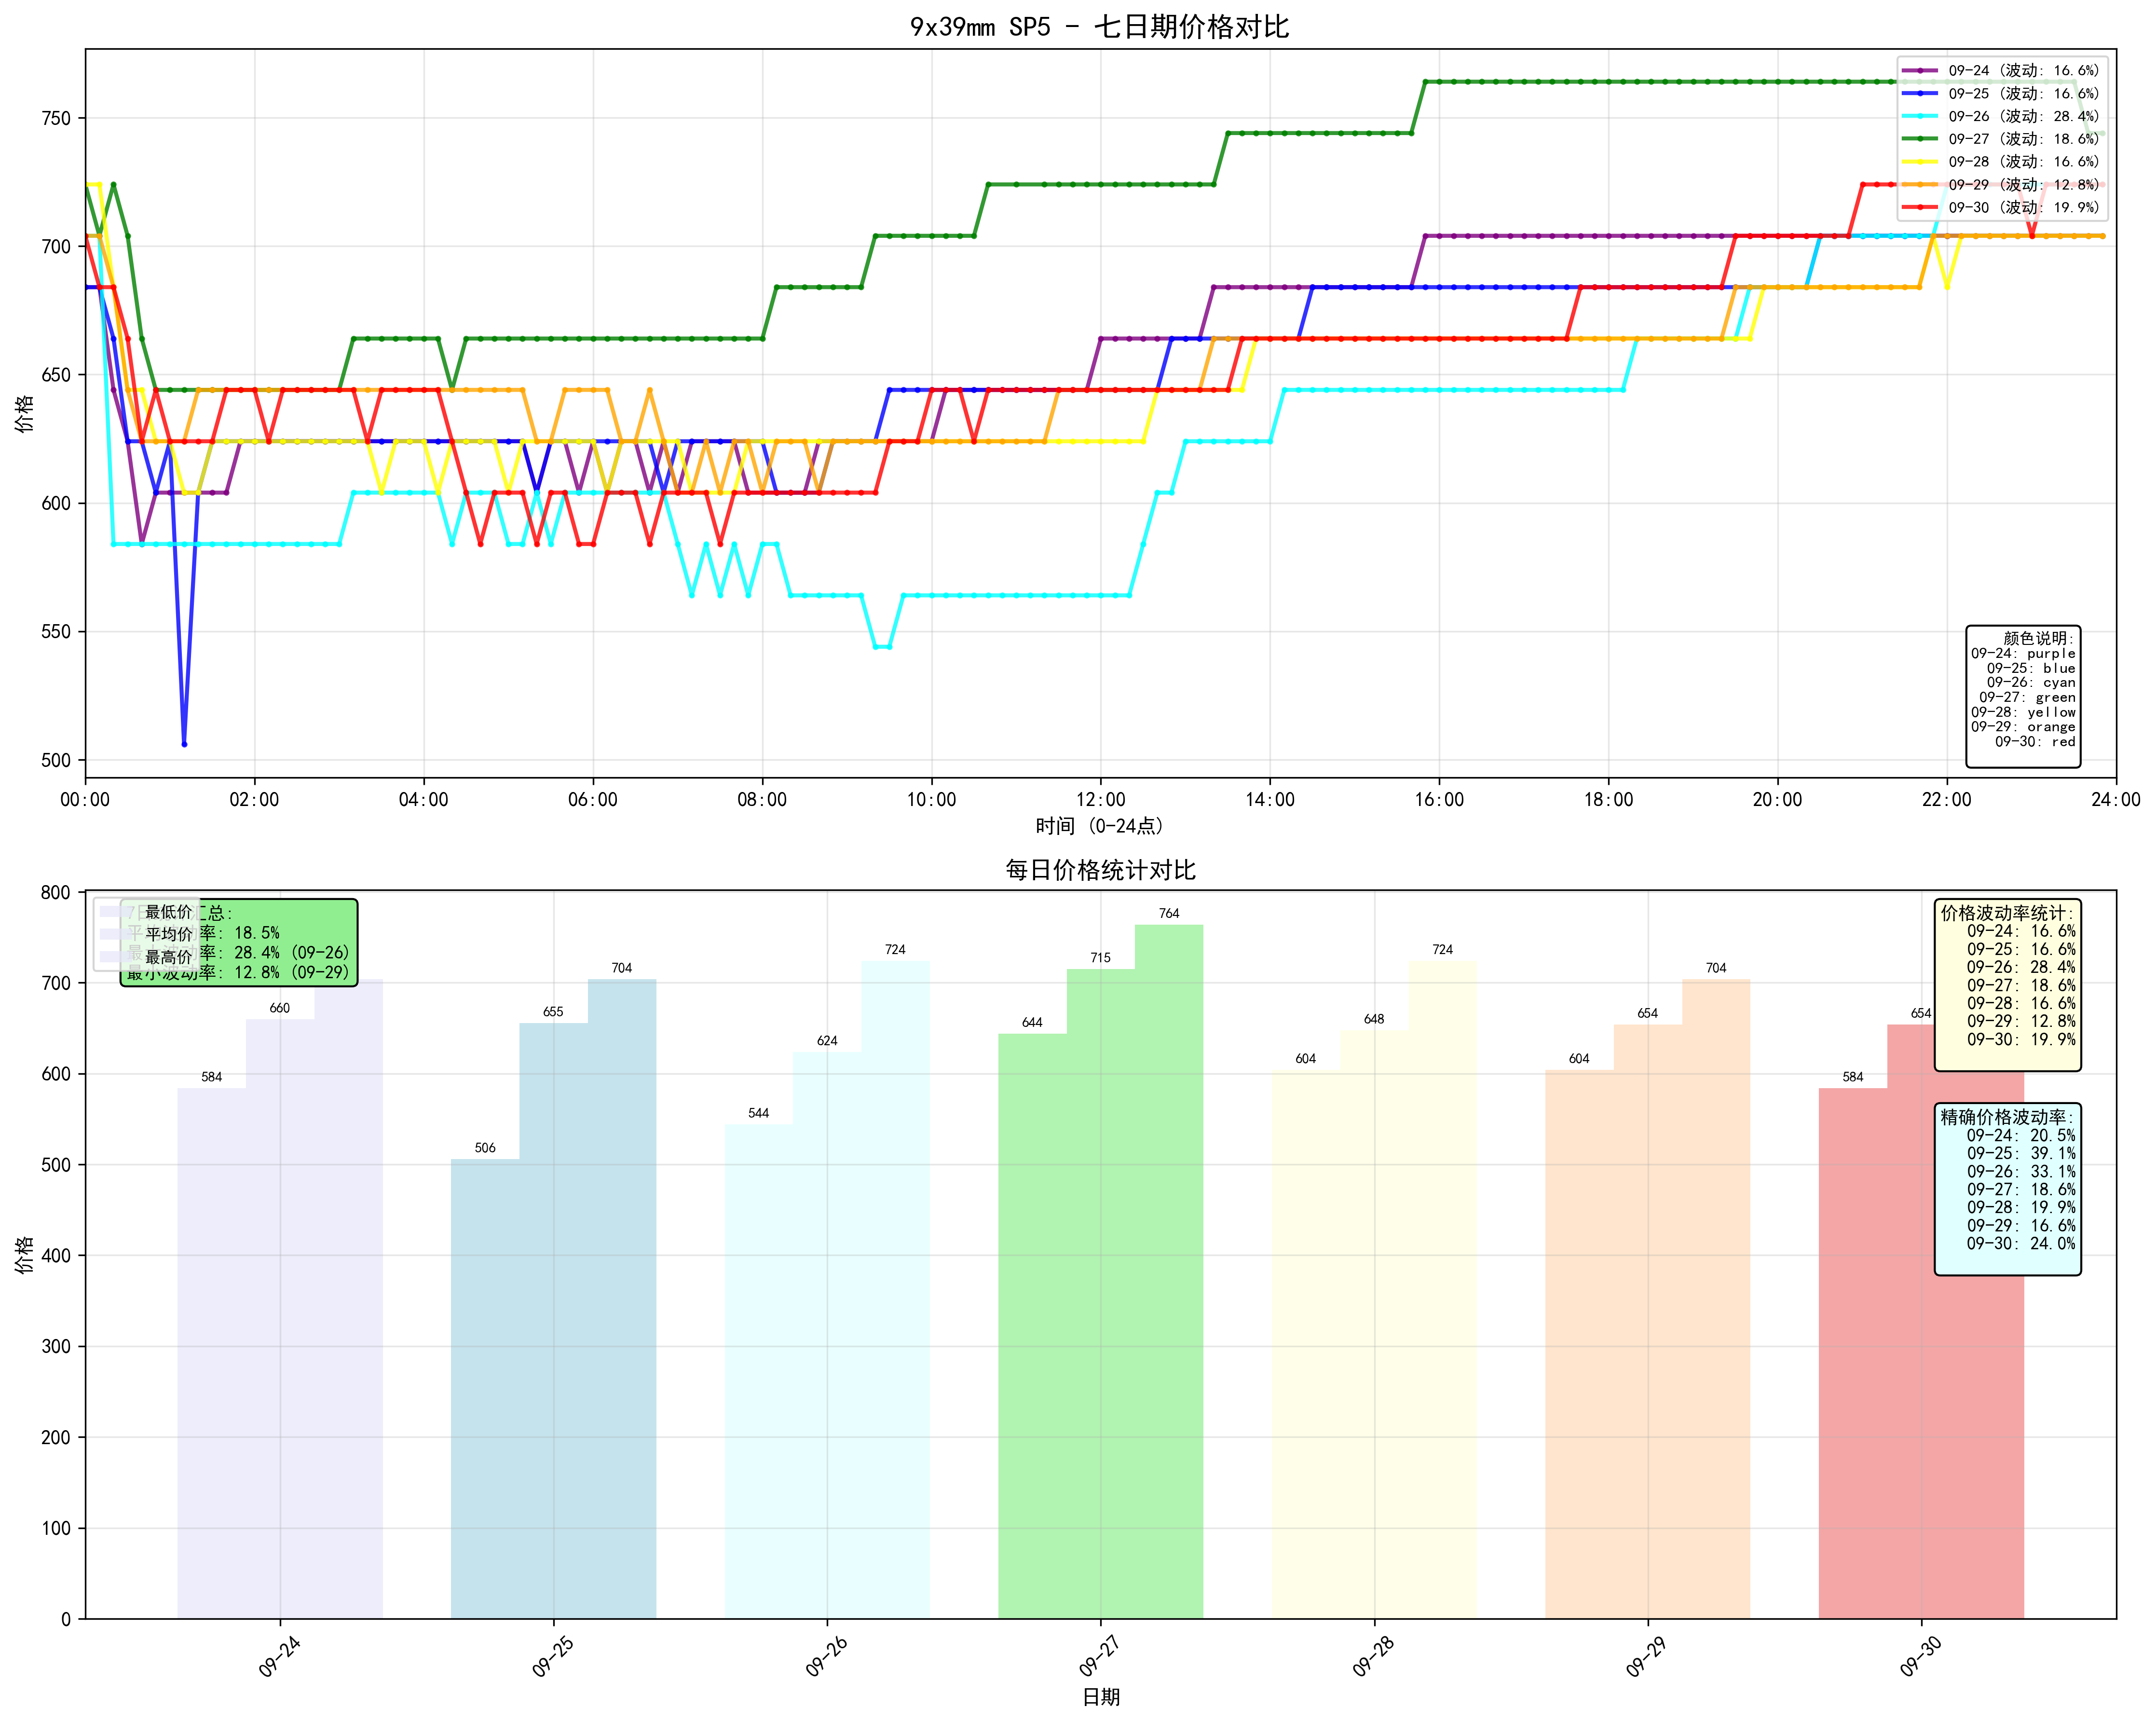 9x39mm SP5 - 七日期价格对比
价格
750
700
650
600
550
500
09-24 (波动: 16.6%)
09-25 (波动: 16.6%)
09-26 (波动: 28.4%)
09-27 (波动: 18.6%)
09-28 (波动: 16.6%)
09-29 (波动: 12.8%)
09-30 (波动: 19.9%)
颜色说明:
09-24: purple
09-25: blue
09-26: cyan
09-27: green
09-28: yellow
09-29: orange
09-30: red
00:00 02:00 04:00 06:00 08:00 10:00 12:00 14:00 16:00 18:00 20:00 22:00 24:00
时间 (0-24点)
每日价格统计对比
价格
800
700
600
500
400
300
200
100
0
最低价
平均价
最高价
汇总:
率: 18.5%
率: 28.4% (09-26)
最小波动率: 12.8% (09-29)
584 660
506 655 704
544 624 724
644 715 764
604 648 724
604 654 704
584 654
价格波动率统计:
09-24: 16.6%
09-25: 16.6%
09-26: 28.4%
09-27: 18.6%
09-28: 16.6%
09-29: 12.8%
09-30: 19.9%
精确价格波动率:
09-24: 20.5%
09-25: 39.1%
09-26: 33.1%
09-27: 18.6%
09-28: 19.9%
09-29: 16.6%
09-30: 24.0%
09-24 09-25 09-26 09-27 09-28 09-29 09-30
日期